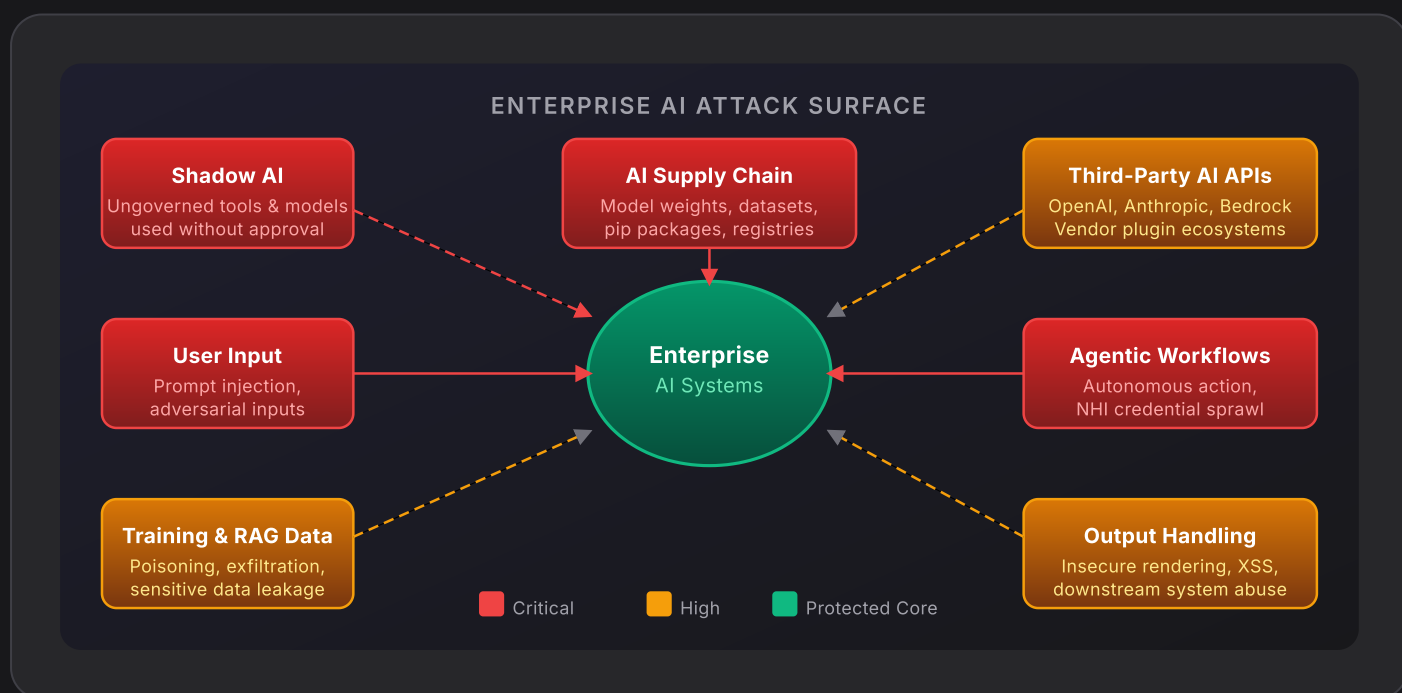 ENTERPRISE AI ATTACK SURFACE
Shadow AI
Ungoverned tools & models
used without approval
AI Supply Chain
Model weights, datasets,
pip packages, registries
Third-Party AI APIs
OpenAI, Anthropic, Bedrock
Vendor plugin ecosystems
User Input
Prompt injection,
adversarial inputs
Enterprise
AI Systems
Agentic Workflows
Autonomous action,
NHI credential sprawl
Training & RAG Data
Poisoning, exfiltration,
sensitive data leakage
Output Handling
Insecure rendering, XSS,
downstream system abuse
Critical
High
Protected Core